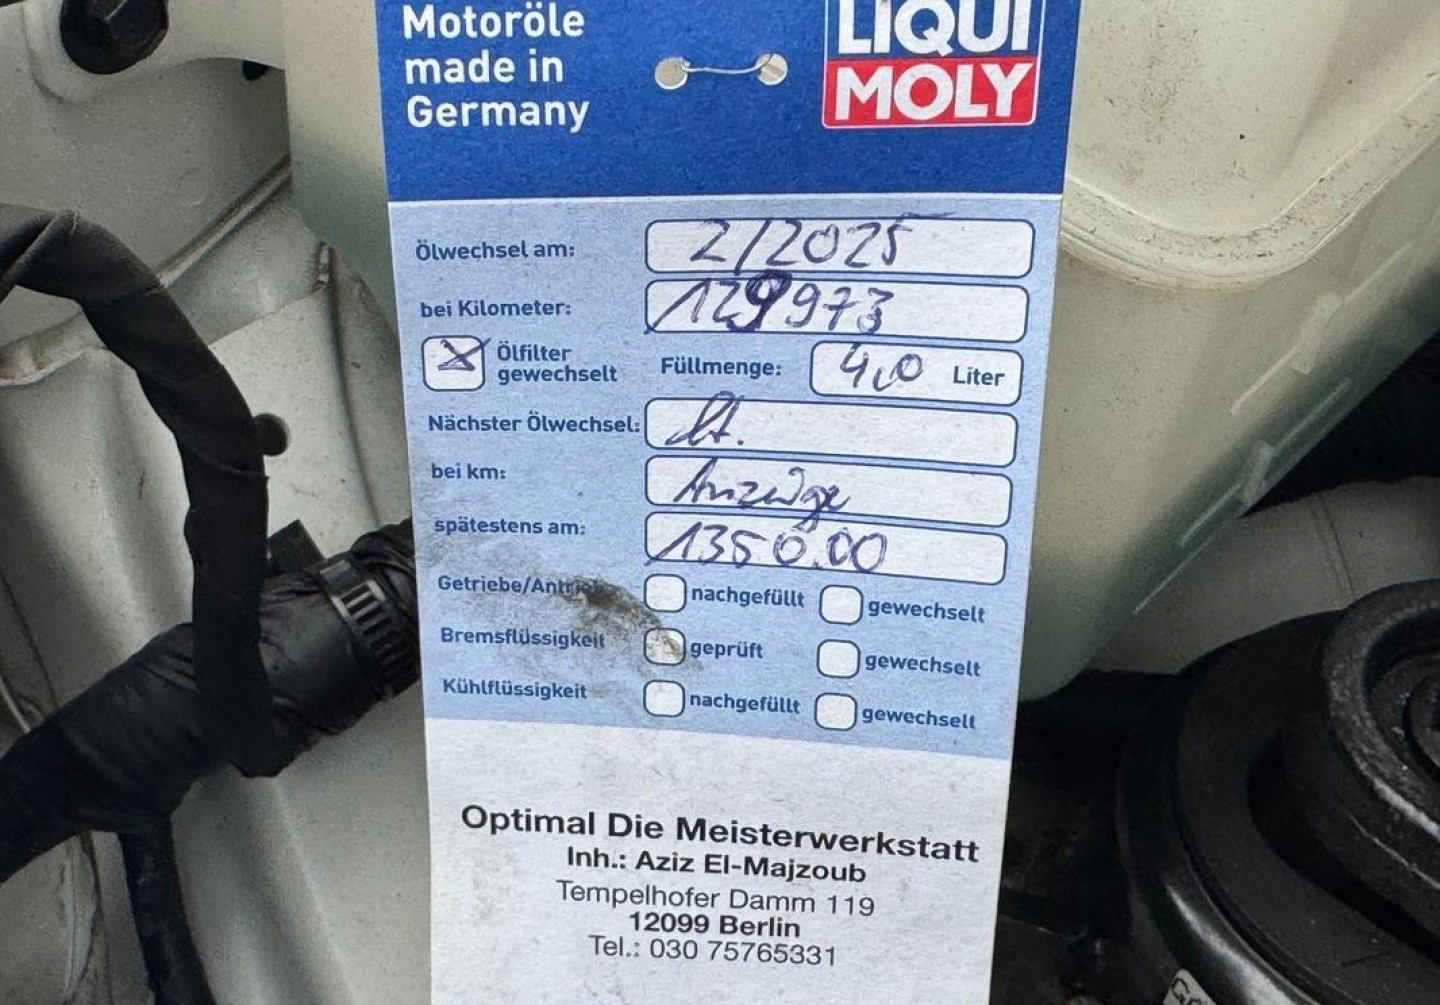 Motoröle
made in
Germany
LIQUI
MOLY
Ölwechsel am: 2/2025
bei Kilometer: 129973
Ölfilter
gewechselt
Füllmenge: 4,0 Liter
Nächster Ölwechsel: lt.
bei km: Anzeige
spätestens am: 135000
Getriebe/Antrieb nachgefüllt gewechselt
Bremsflüssigkeit geprüft gewechselt
Kühlflüssigkeit nachgefüllt gewechselt
Optimal Die Meisterwerkstatt
Inh.: Aziz El-Majzoub
Tempelhofer Damm 119
12099 Berlin
Tel.: 030 75765331